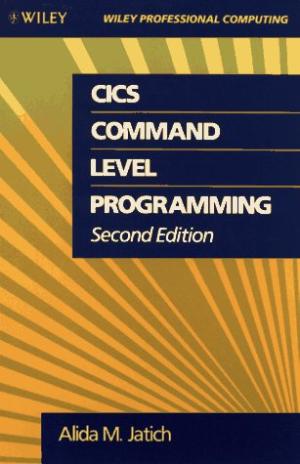 WILEY WILEY PROFESSIONAL COMPUTING
CICS
COMMAND
LEVEL
PROGRAMMING
Second Edition
Alida M. Jatich